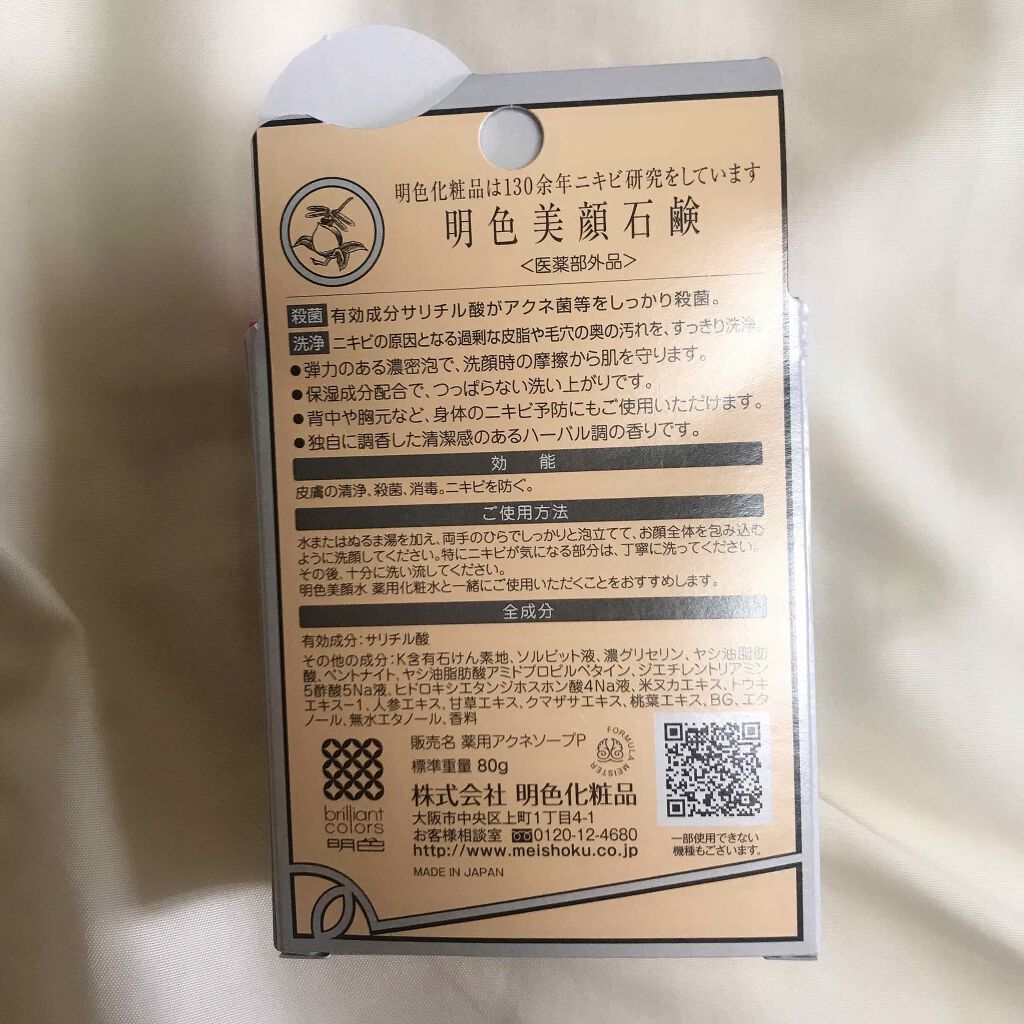 明色化粧品は130余年ニキビ研究をしています
明色美顔石鹸
<医薬部外品>
殺菌 有効成分サリチル酸がアクネ菌等をしっかり殺菌。
洗浄 ニキビの原因となる過剰な皮脂や毛穴の奥の汚れを、すっきり洗浄。
●弾力のある濃密泡で、洗顔時の摩擦から肌を守ります。
●保湿成分配合で、つっぱらない洗い上がりです。
●背中や胸元など、身体のニキビ予防にもご使用いただけます。
●独自に調香した清潔感のあるハーバル調の香りです。
効 能
皮膚の清浄、殺菌、消毒。ニキビを防ぐ。
ご使用方法
水またはぬるま湯を加え、両手のひらでしっかりと泡立てて、お顔全体を包み込む
ように洗顔してください。特にニキビが気になる部分は、丁寧に洗ってください。
その後、十分に洗い流してください。
明色美顔水 薬用化粧水と一緒にご使用いただくことをおすすめします。
全成分
有効成分:サリチル酸
その他の成分:K含有石けん素地、ソルビット液、濃グリセリン、ヤシ油脂肪
酸、ベントナイト、ヤシ油脂肪酸アミドプロピルベタイン、ジエチレントリアミン
5酢酸5Na液、ヒドロキシエタンジホスホン酸4Na液、米ヌカエキス、トウキ
エキス-1、人参エキス、甘草エキス、クマザサエキス、桃葉エキス、BG、エタ
ノール、無水エタノール、香料
販売名 薬用アクネソープP
標準重量 80g
FORMULA MEISTER
株式会社 明色化粧品
大阪市中央区上町1丁目4-1
お客様相談室 0120-12-4680
http://www.meishoku.co.jp
MADE IN JAPAN
brilliant
colors
明色
一部使用できない
機種もございます。